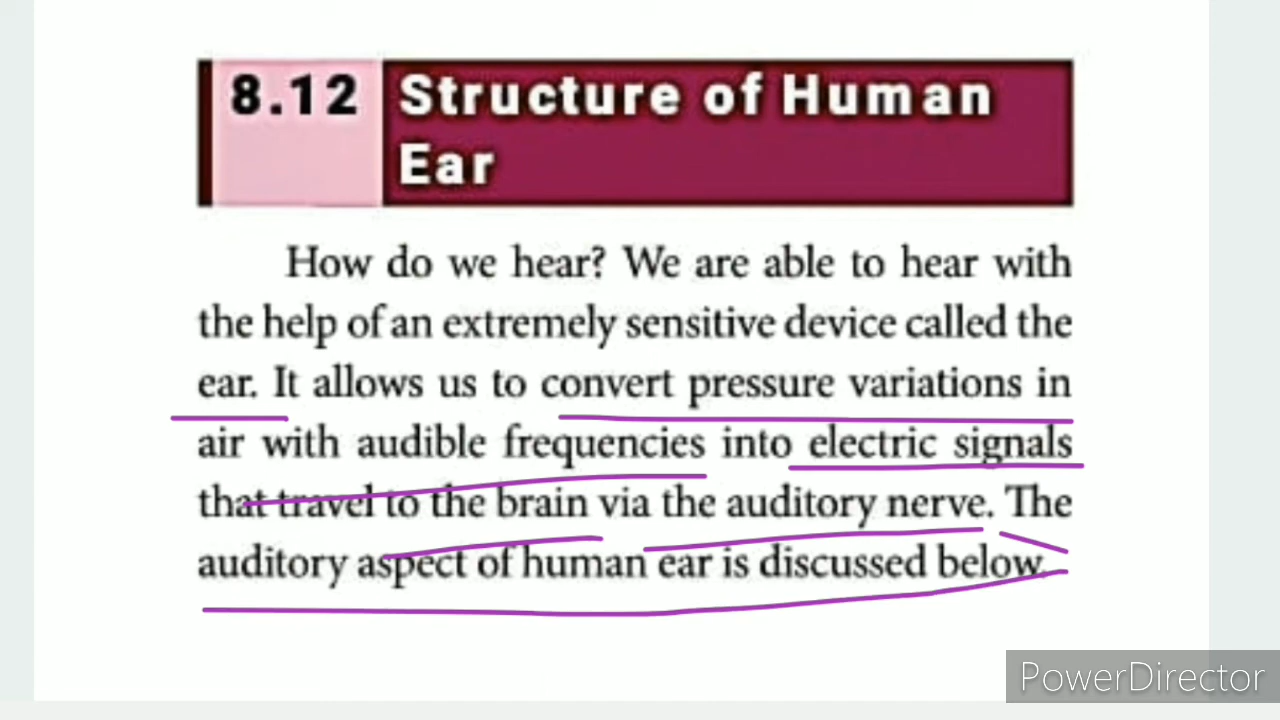 8.12 Structure of Human
Ear
How do we hear? We are able to hear with
the help of an extremely sensitive device called the
ear. It allows us to convert pressure variations in
air with audible frequencies into electric signals
that travel to the brain via the auditory nerve. The
auditory aspect of human ear is discussed below.
PowerDirector